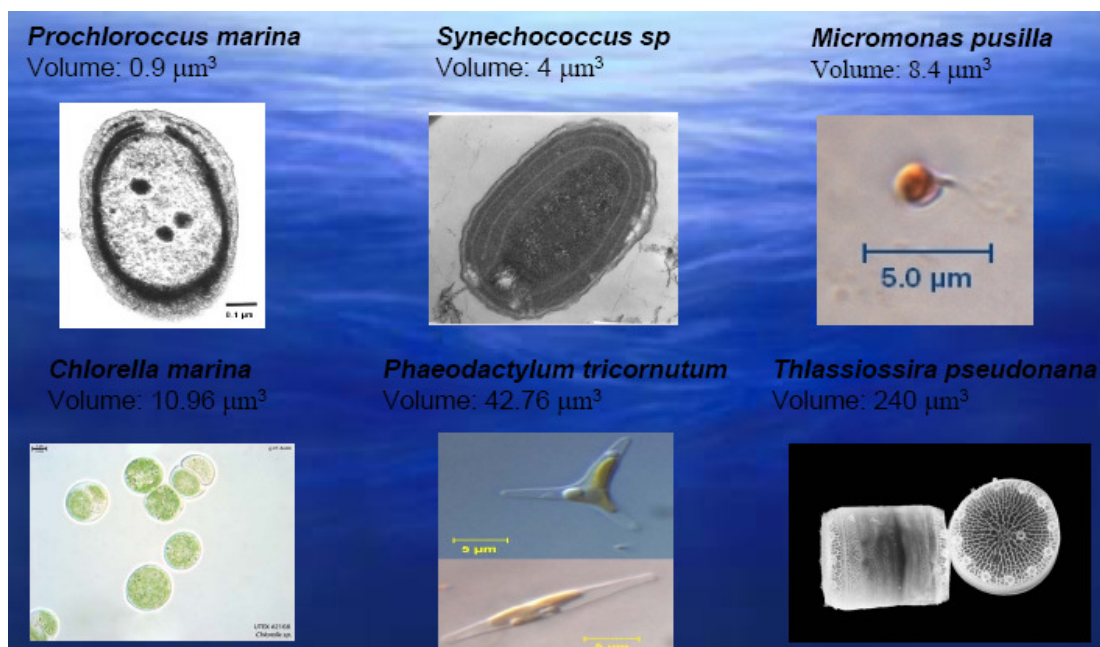 Prochloroccus marina
Volume: 0.9 μm³
Synechococcus sp
Volume: 4 μm³
Micromonas pusilla
Volume: 8.4 μm³
0.1 μm
5.0 μm
Chlorella marina
Volume: 10.96 μm³
Phaeodactylum tricornutum
Volume: 42.76 μm³
Thlassiossira pseudonana
Volume: 240 μm³
5 μm
UTEX
Chlorella sp.